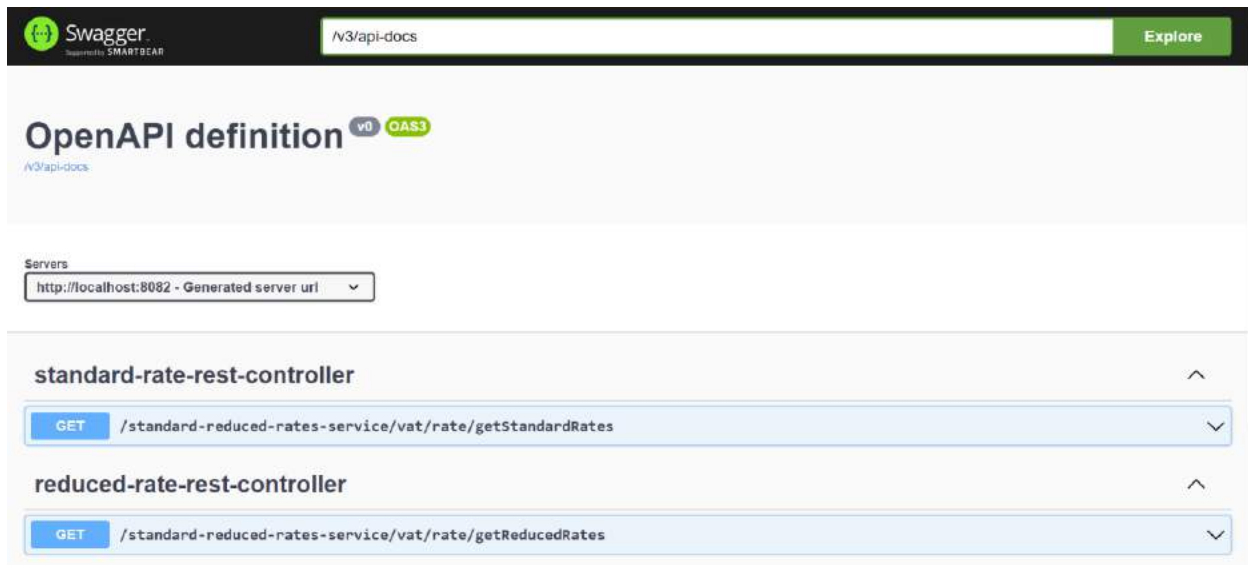 {··} Swagger.
Supported by SMARTBEAR
/v3/api-docs
Explore
OpenAPI definition v0 OAS3
/v3/api-docs
Servers
http://localhost:8082 - Generated server url
standard-rate-rest-controller
GET /standard-reduced-rates-service/vat/rate/getStandardRates
reduced-rate-rest-controller
GET /standard-reduced-rates-service/vat/rate/getReducedRates